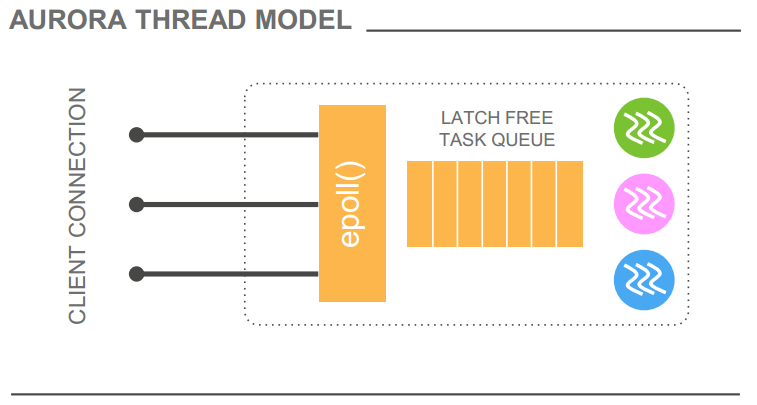 AURORA THREAD MODEL
CLIENT CONNECTION
epoll()
LATCH FREE
TASK QUEUE